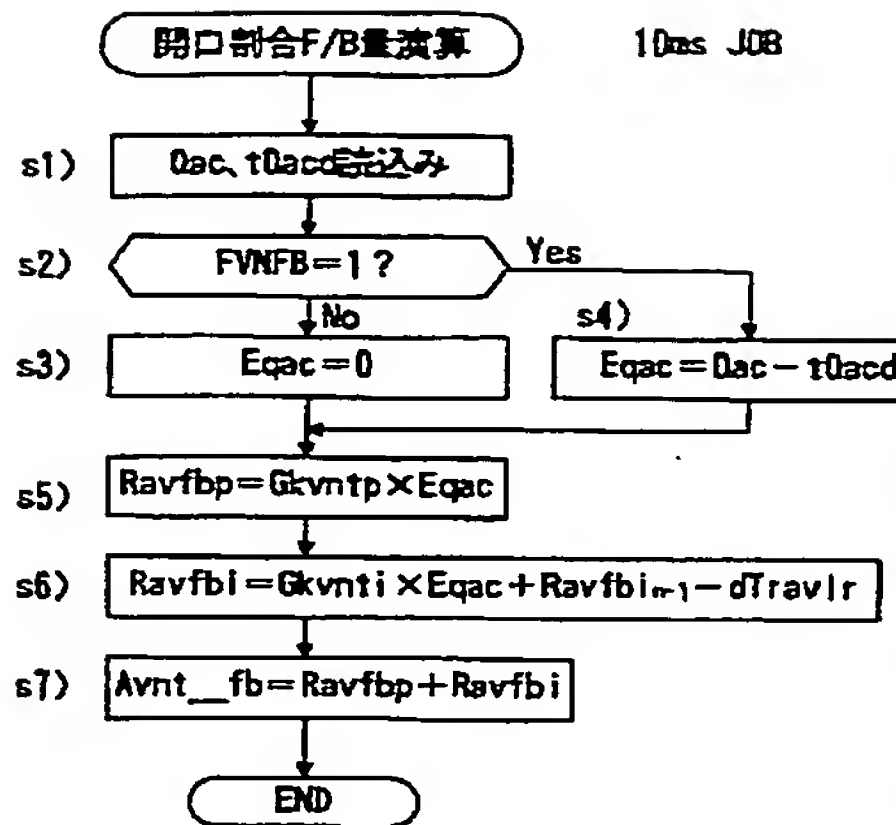 開口割合F/B量演算
10ms JOB
s1)
Qac、tQacd読込み
s2)
FVNFB=1?
Yes
No
s4)
s3)
Eqac=0
Eqac=Qac−tQacd
s5)
Ravfbp=Gkvntp×Eqac
s6)
Ravfbi=Gkvnti×Eqac+Ravfbin-1−dTravlr
s7)
Avnt__fb=Ravfbp+Ravfbi
END